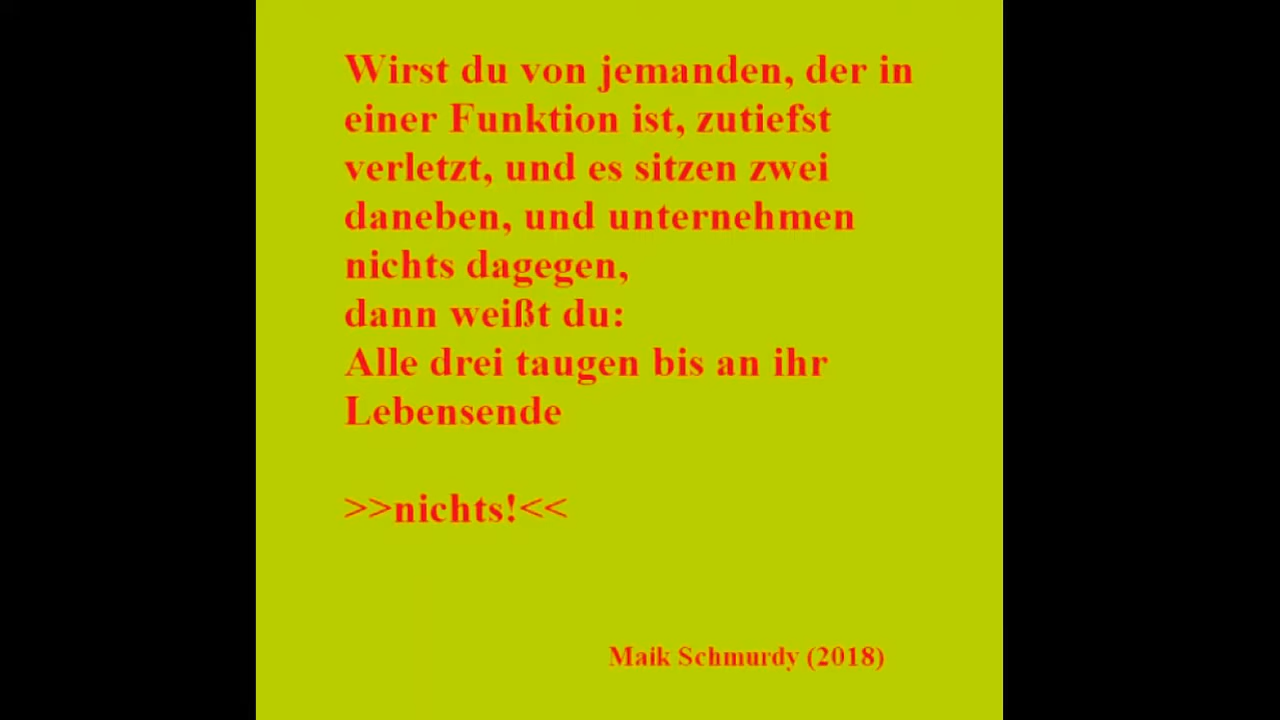 Wirst du von jemanden, der in
einer Funktion ist, zutiefst
verletzt, und es sitzen zwei
daneben, und unternehmen
nichts dagegen,
dann weißt du:
Alle drei taugen bis an ihr
Lebensende
>>nichts!<<
Maik Schmurdy (2018)